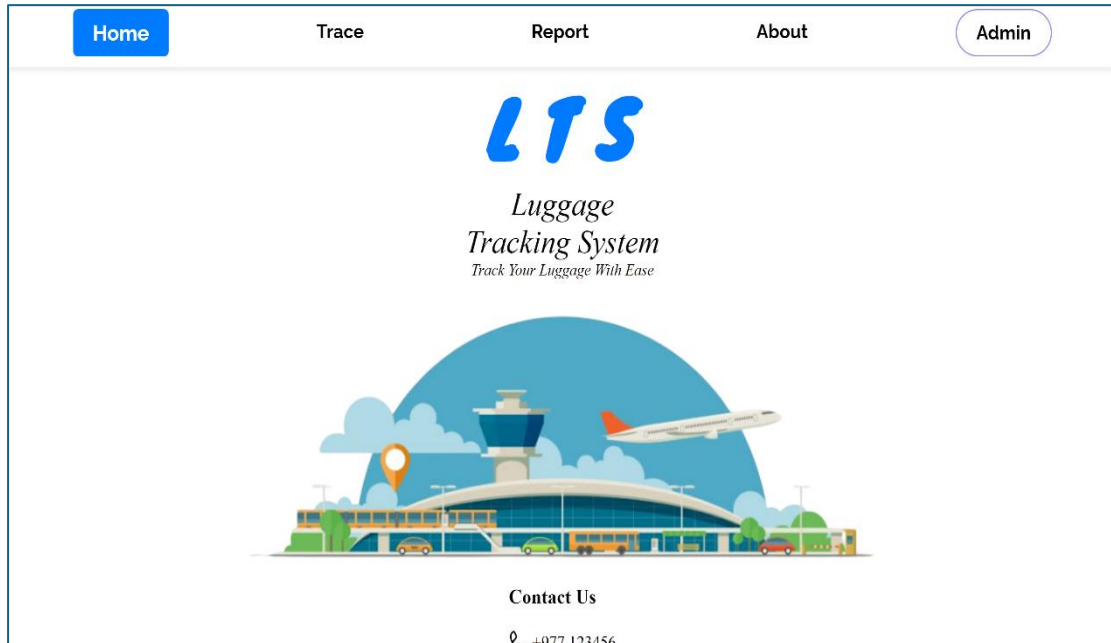 Home Trace Report About Admin
LTS
Luggage
Tracking System
Track Your Luggage With Ease
Contact Us
+977 123456